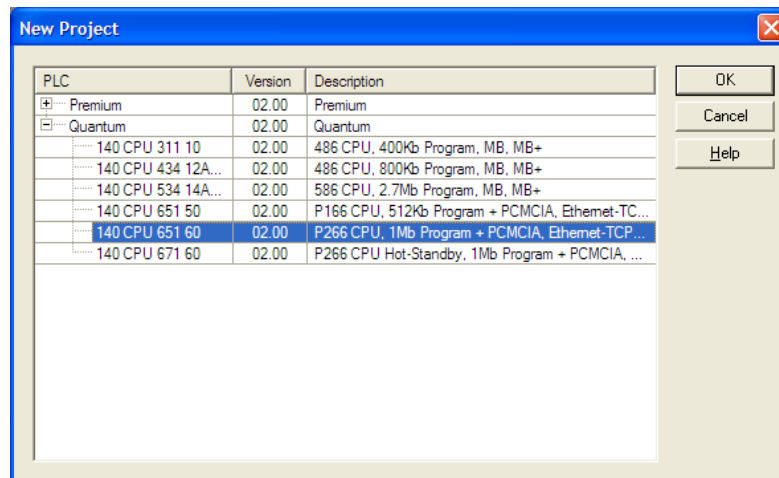 New Project
PLC Version Description
Premium 02.00 Premium
Quantum 02.00 Quantum
140 CPU 311 10 02.00 486 CPU, 400Kb Program, MB, MB+
140 CPU 434 12A... 02.00 486 CPU, 800Kb Program, MB, MB+
140 CPU 534 14A... 02.00 586 CPU, 2.7Mb Program, MB, MB+
140 CPU 651 50 02.00 P166 CPU, 512Kb Program + PCMCIA, Ethernet-TC...
140 CPU 651 60 02.00 P266 CPU, 1Mb Program + PCMCIA, Ethernet-TCP...
140 CPU 671 60 02.00 P266 CPU Hot-Standby, 1Mb Program + PCMCIA, ...
OK
Cancel
Help